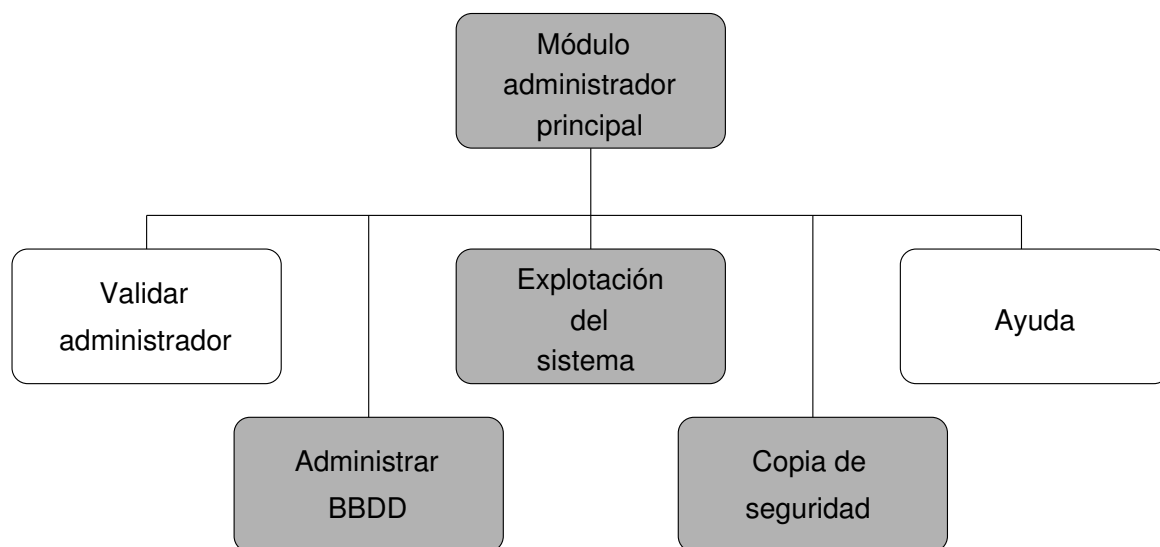 Módulo
administrador
principal
Validar
administrador
Explotación
del
sistema
Ayuda
Administrar
BBDD
Copia de
seguridad